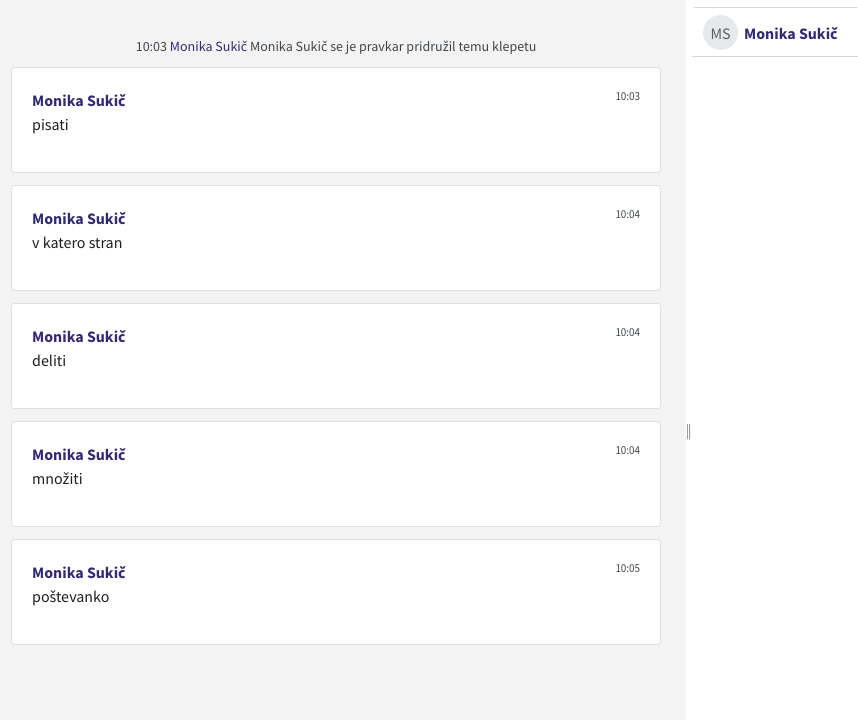 10:03 Monika Sukič Monika Sukič se je pravkar pridružil temu klepetu
MS Monika Sukič
Monika Sukič 10:03
pisati
Monika Sukič 10:04
v katero stran
Monika Sukič 10:04
deliti
Monika Sukič 10:04
množiti
Monika Sukič 10:05
poštevanko